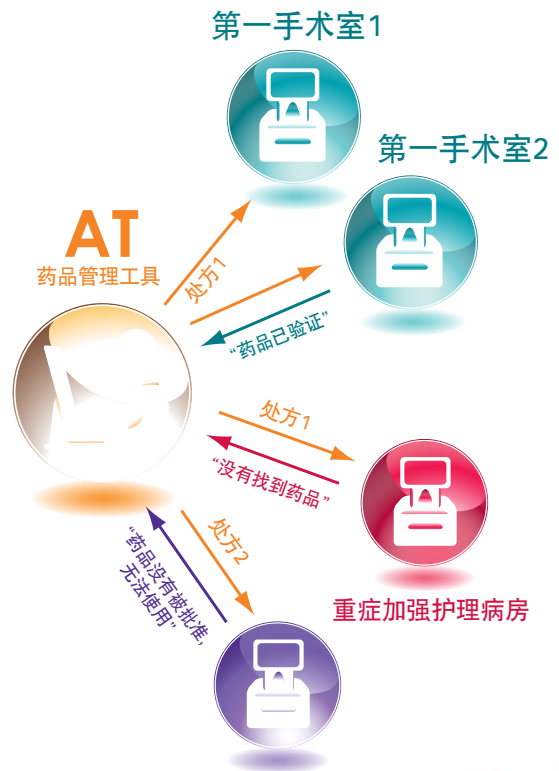 第一手术室1
第一手术室2
AT
药品管理工具
处方1
“药品已验证”
处方1
“没有找到药品”
重症加强护理病房
处方2
“药品没有被批准，
无法使用”